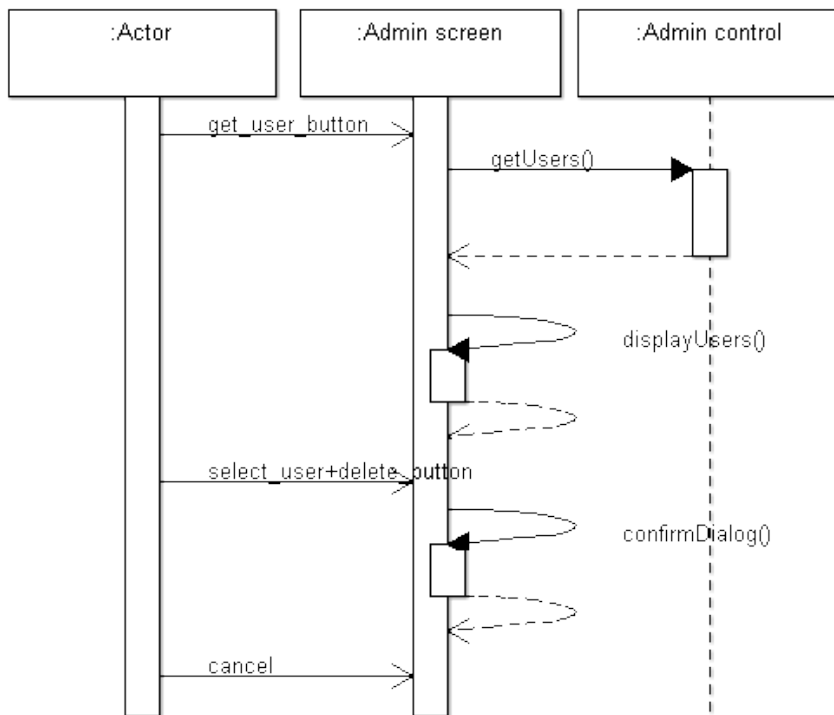 :Actor
:Admin screen
:Admin control
get_user_button
getUsers()
displayUsers()
select_user+delete_button
confirmDialog()
cancel